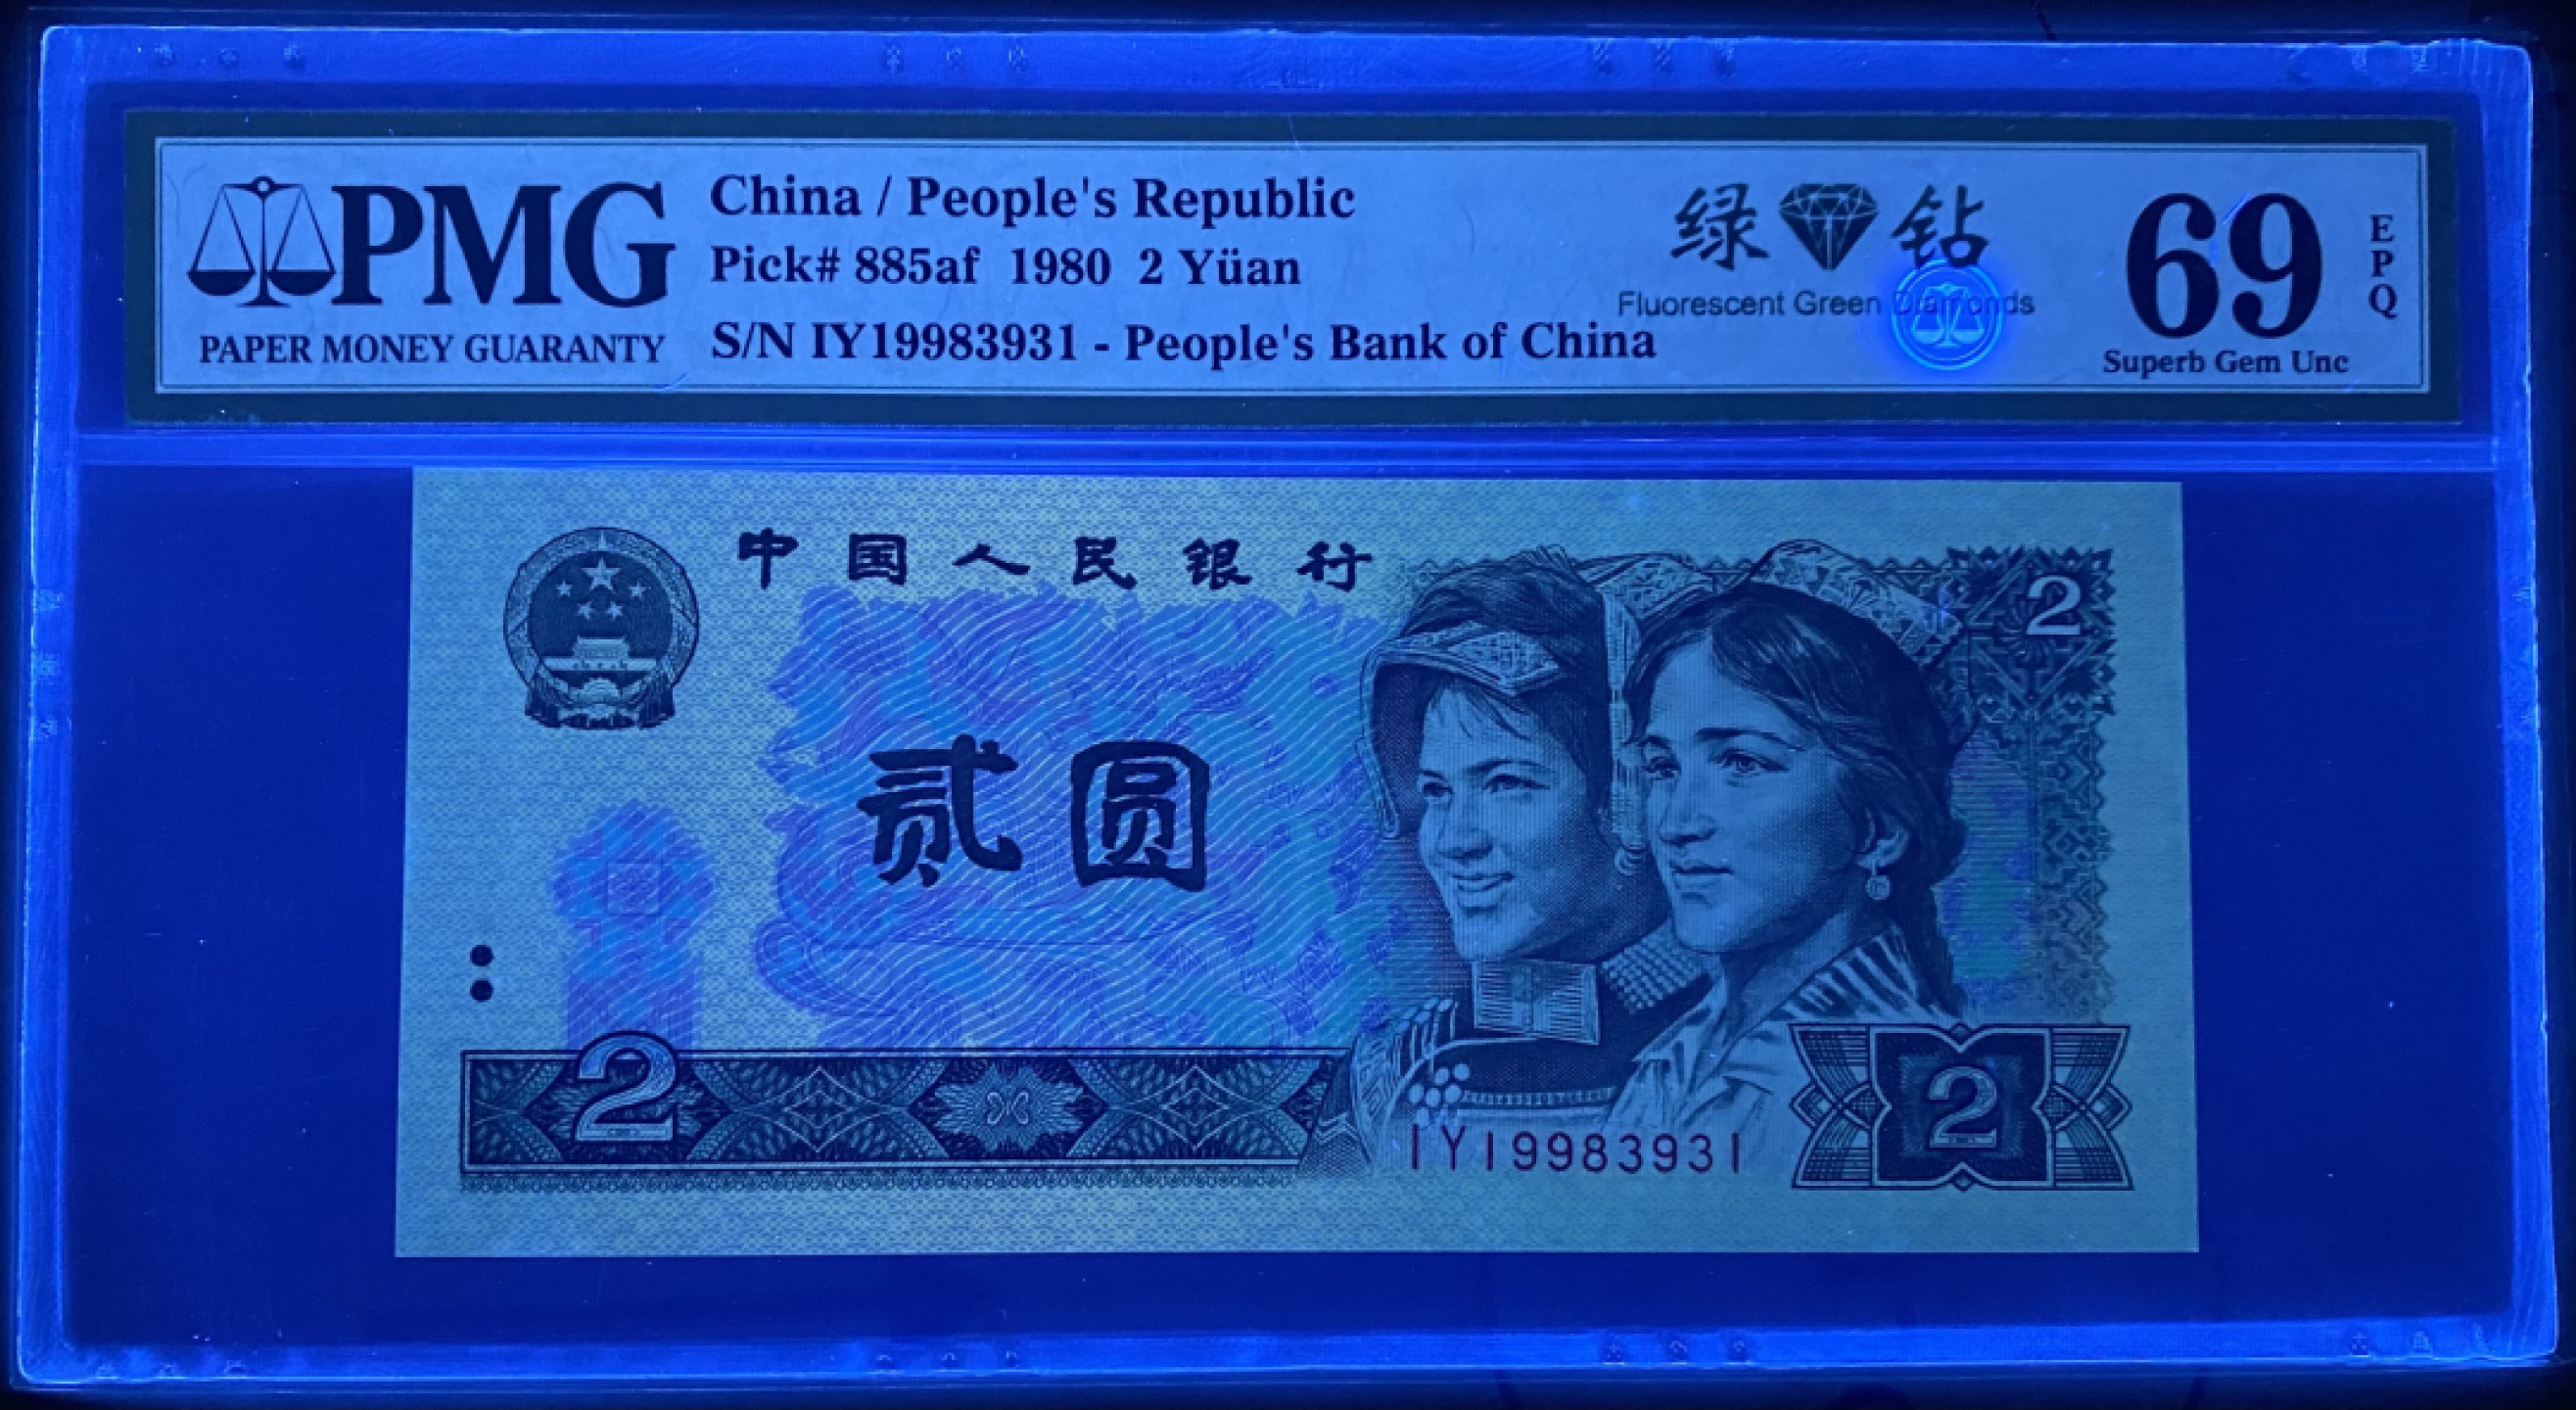 PMG
PAPER MONEY GUARANTY
China / People's Republic
Pick# 885af 1980 2 Yüan
S/N IY19983931 - People's Bank of China
绿钻
Fluorescent Green Diamonds
69
EPQ
Superb Gem Unc
中国人民银行
2
贰圆
2
IY19983931
2